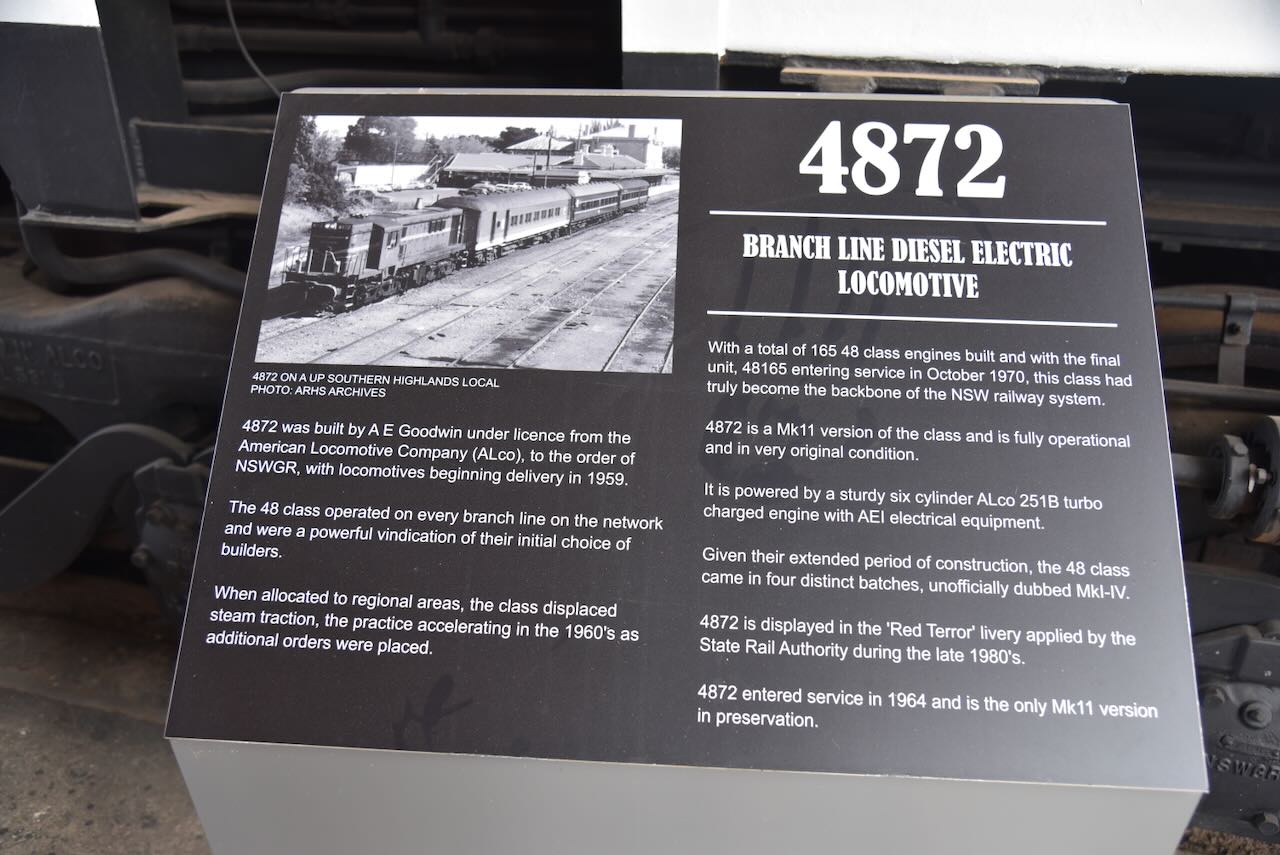 4872 ON A UP SOUTHERN HIGHLANDS LOCAL
PHOTO: ARHS ARCHIVES
4872 was built by A E Goodwin under licence from the
American Locomotive Company (ALco), to the order of
NSWGR, with locomotives beginning delivery in 1959.
The 48 class operated on every branch line on the network
and were a powerful vindication of their initial choice of
builders.
When allocated to regional areas, the class displaced
steam traction, the practice accelerating in the 1960's as
additional orders were placed.
4872
BRANCH LINE DIESEL ELECTRIC
LOCOMOTIVE
With a total of 165 48 class engines built and with the final
unit, 48165 entering service in October 1970, this class had
truly become the backbone of the NSW railway system.
4872 is a Mk11 version of the class and is fully operational
and in very original condition.
It is powered by a sturdy six cylinder ALco 251B turbo
charged engine with AEI electrical equipment.
Given their extended period of construction, the 48 class
came in four distinct batches, unofficially dubbed MkI-IV.
4872 is displayed in the 'Red Terror' livery applied by the
State Rail Authority during the late 1980's.
4872 entered service in 1964 and is the only Mk11 version
in preservation.
ALCO
NSWGR